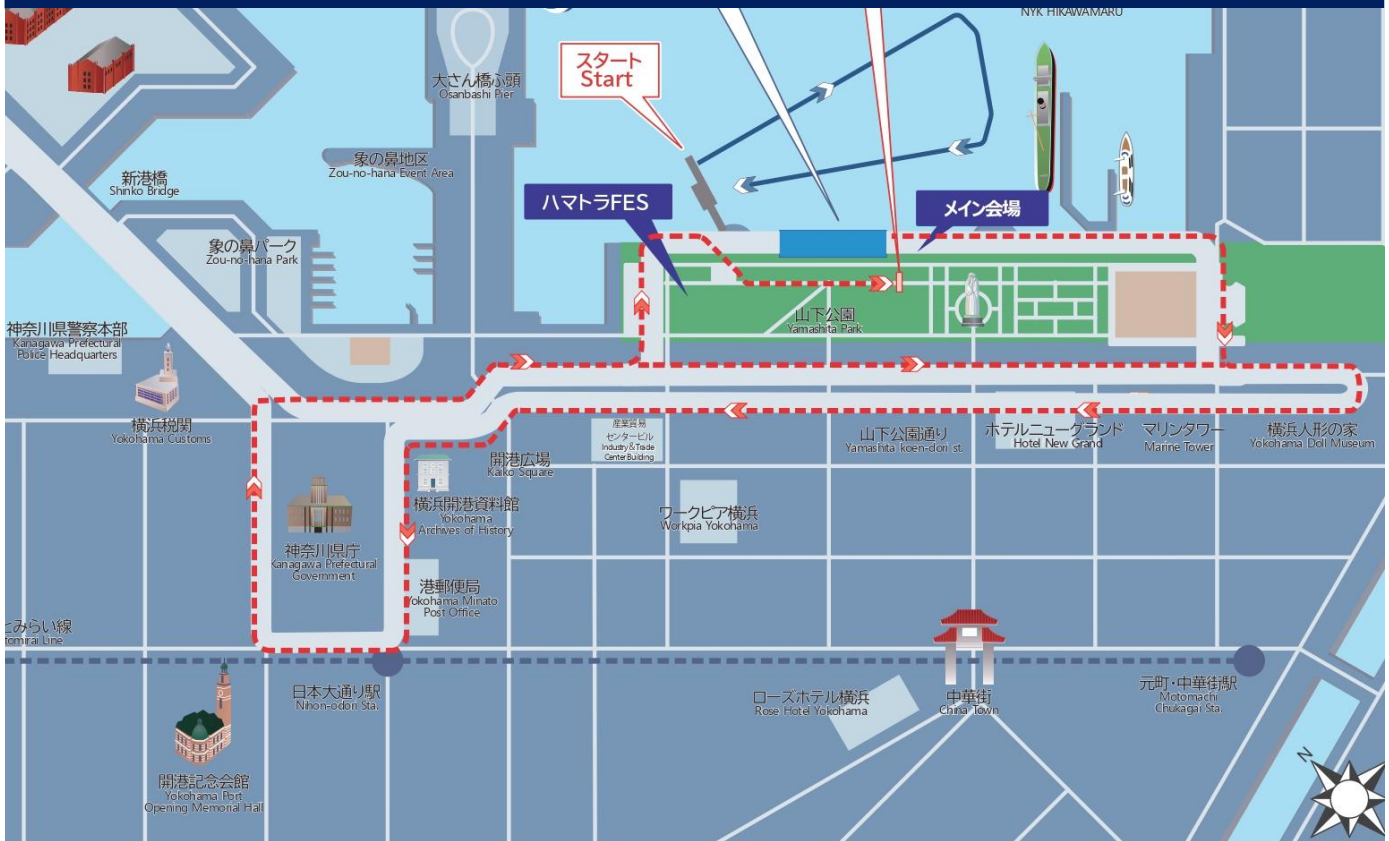 NYK HIKAWAMARU
スタート
Start
大さん橋ふ頭
Osanbashi Pier
象の鼻地区
Zou-no-hana Event Area
新港橋
Shinko Bridge
ハマトラFES
メイン会場
象の鼻パーク
Zou-no-hana Park
山下公園
Yamashita Park
神奈川県警察本部
Kanagawa Prefectural
Police Headquarters
横浜税関
Yokohama Customs
産業貿易
センタービル
Industry & Trade
Center Building
山下公園通り
Yamashita koen-dori st.
ホテルニューグランド
Hotel New Grand
マリンタワー
Marine Tower
横浜人形の家
Yokohama Doll Museum
開港広場
Kaiko Square
横浜開港資料館
Yokohama
Archives of History
ワークピア横浜
Workpia Yokohama
神奈川県庁
Kanagawa Prefectural
Government
港郵便局
Yokohama Minato
Post Office
とみらい線
tomirai Line
日本大通り駅
Nihon-odori Sta.
ローズホテル横浜
Rose Hotel Yokohama
中華街
China Town
元町・中華街駅
Motomachi
Chukagai Sta.
開港記念会館
Yokohama Port
Opening Memorial Hall
N